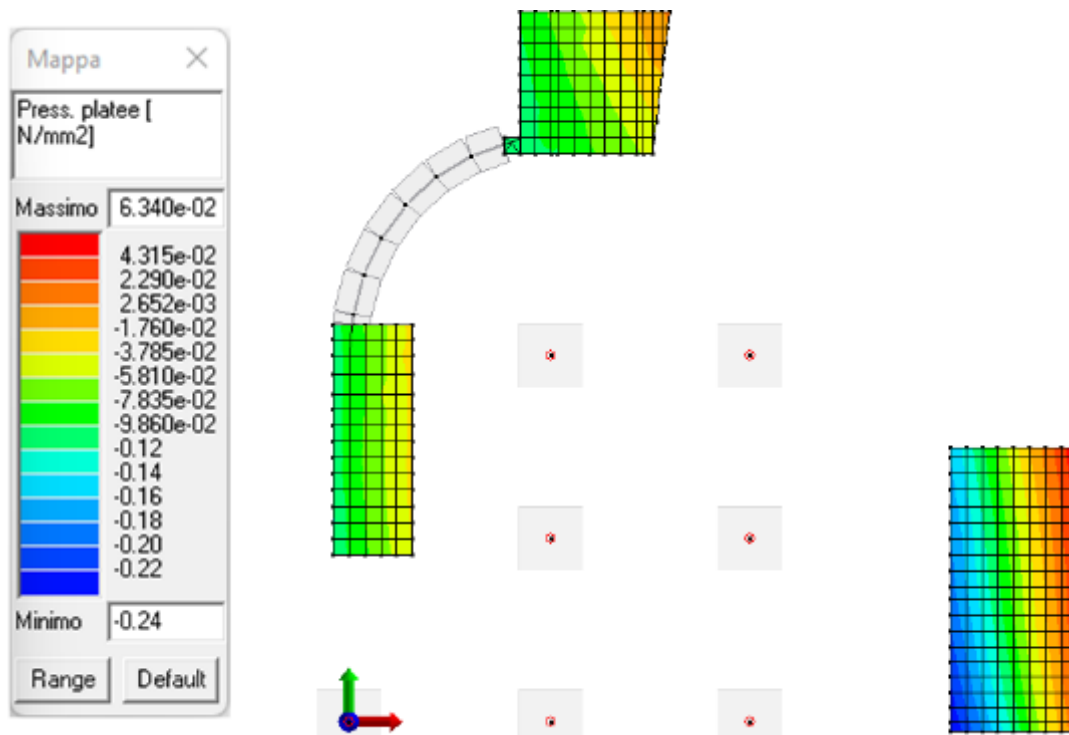 Mappa
Press. platee [
N/mm2]
Massimo 6.340e-02
4.315e-02
2.290e-02
2.652e-03
-1.760e-02
-3.785e-02
-5.810e-02
-7.835e-02
-9.860e-02
-0.12
-0.14
-0.16
-0.18
-0.20
-0.22
Minimo -0.24
Range Default